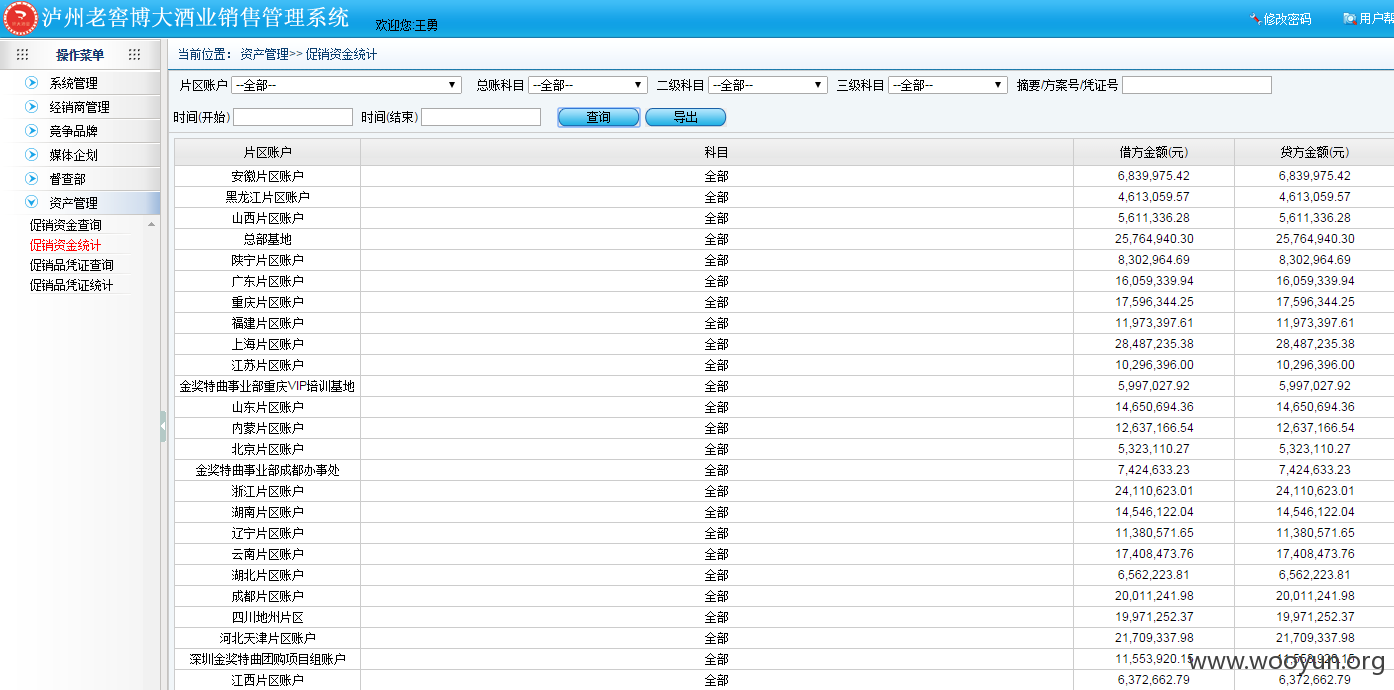 泸州老窖博大酒业销售管理系统 欢迎您:王勇 修改密码 用户帮
操作菜单
系统管理
经销商管理
竞争品牌
媒体企划
督查部
资产管理
促销资金查询
促销资金统计
促销品凭证查询
促销品凭证统计
当前位置： 资产管理>> 促销资金统计
片区账户 --全部-- 总账科目 --全部-- 二级科目 --全部-- 三级科目 --全部-- 摘要/方案号/凭证号
时间(开始) 时间(结束) 查询 导出
片区账户 科目 借方金额(元) 贷方金额(元)
安徽片区账户 全部 6,839,975.42 6,839,975.42
黑龙江片区账户 全部 4,613,059.57 4,613,059.57
山西片区账户 全部 5,611,336.28 5,611,336.28
总部基地 全部 25,764,940.30 25,764,940.30
陕宁片区账户 全部 8,302,964.69 8,302,964.69
广东片区账户 全部 16,059,339.94 16,059,339.94
重庆片区账户 全部 17,596,344.25 17,596,344.25
福建片区账户 全部 11,973,397.61 11,973,397.61
上海片区账户 全部 28,487,235.38 28,487,235.38
江苏片区账户 全部 10,296,396.00 10,296,396.00
金奖特曲事业部重庆VIP培训基地 全部 5,997,027.92 5,997,027.92
山东片区账户 全部 14,650,694.36 14,650,694.36
内蒙片区账户 全部 12,637,166.54 12,637,166.54
北京片区账户 全部 5,323,110.27 5,323,110.27
金奖特曲事业部成都办事处 全部 7,424,633.23 7,424,633.23
浙江片区账户 全部 24,110,623.01 24,110,623.01
湖南片区账户 全部 14,546,122.04 14,546,122.04
辽宁片区账户 全部 11,380,571.65 11,380,571.65
云南片区账户 全部 17,408,473.76 17,408,473.76
湖北片区账户 全部 6,562,223.81 6,562,223.81
成都片区账户 全部 20,011,241.98 20,011,241.98
四川地州片区 全部 19,971,252.37 19,971,252.37
河北天津片区账户 全部 21,709,337.98 21,709,337.98
深圳金奖特曲团购项目组账户 全部 11,553,920.15 11,553,920.15
www.wooyun.org
江西片区账户 全部 6,372,662.79 6,372,662.79